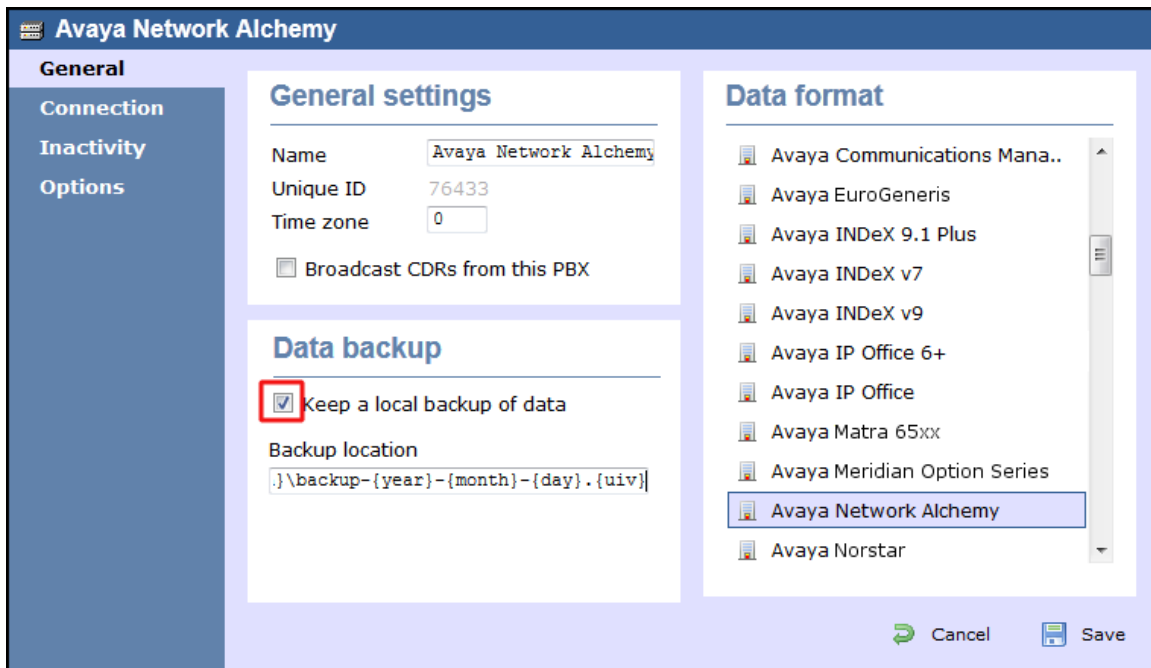 Avaya Network Alchemy
General
Connection
Inactivity
Options
General settings
Name Avaya Network Alchemy
Unique ID 76433
Time zone 0
Broadcast CDRs from this PBX
Data backup
Keep a local backup of data
Backup location
.}\backup-{year}-{month}-{day}.{uiv}
Data format
Avaya Communications Mana..
Avaya EuroGeneris
Avaya INDeX 9.1 Plus
Avaya INDeX v7
Avaya INDeX v9
Avaya IP Office 6+
Avaya IP Office
Avaya Matra 65xx
Avaya Meridian Option Series
Avaya Network Alchemy
Avaya Norstar
Cancel Save